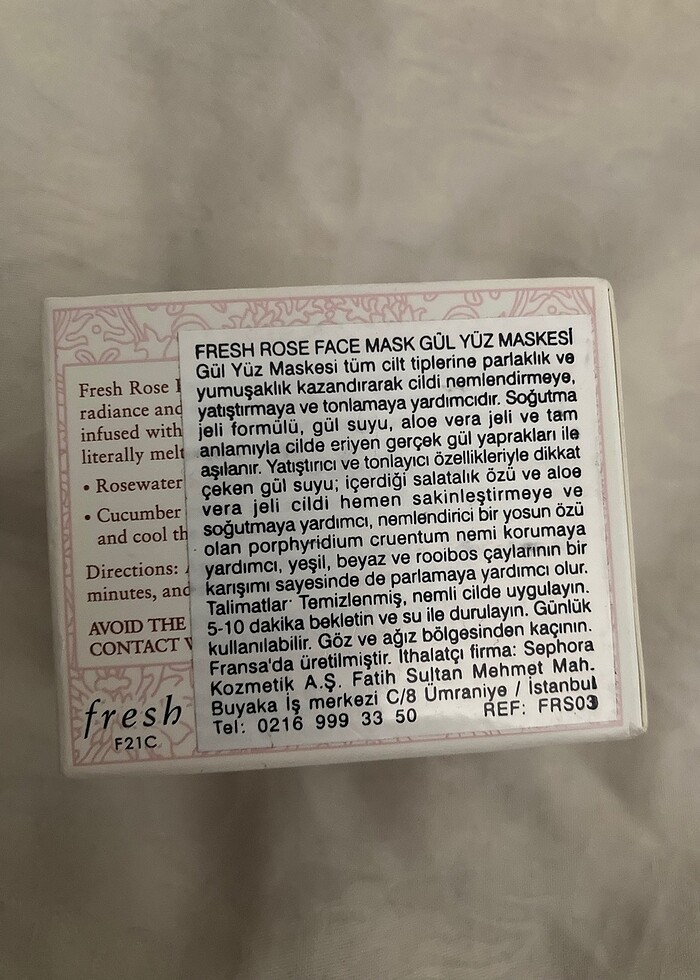 FRESH ROSE FACE MASK GÜL YÜZ MASKESİ
Gül Yüz Maskesi tüm cilt tiplerine parlaklık ve
yumuşaklık kazandırarak cildi nemlendirmeye,
yatıştırmaya ve tonlamaya yardımcıdır. Soğutma
jeli formülü, gül suyu, aloe vera jeli ve tam
anlamıyla cilde eriyen gerçek gül yaprakları ile
aşılanır. Yatıştırıcı ve tonlayıcı özellikleriyle dikkat
çeken gül suyu; içerdiği salatalık özü ve aloe
vera jeli cildi hemen sakinleştirmeye ve
soğutmaya yardımcı, nemlendirici bir yosun özü
olan porphyridium cruentum nemi korumaya
yardımcı, yeşil, beyaz ve rooibos çaylarının bir
karışımı sayesinde de parlamaya yardımcı olur.
Talimatlar: Temizlenmiş, nemli cilde uygulayın.
5-10 dakika bekletin ve su ile durulayın. Günlük
kullanılabilir. Göz ve ağız bölgesinden kaçının.
Fransa'da üretilmiştir. Ithalatçı firma: Sephora
Kozmetik A.Ş. Fatih Sultan Mehmet Mah.
Buyaka İş merkezi C/8 Ümraniye / İstanbul
Tel: 0216 999 33 50 REF: FRS03
Fresh Rose
radiance and
infused with
literally melt
• Rosewater
• Cucumber
and cool th
Directions:
minutes, and
AVOID THE
CONTACT
fresh
F21C